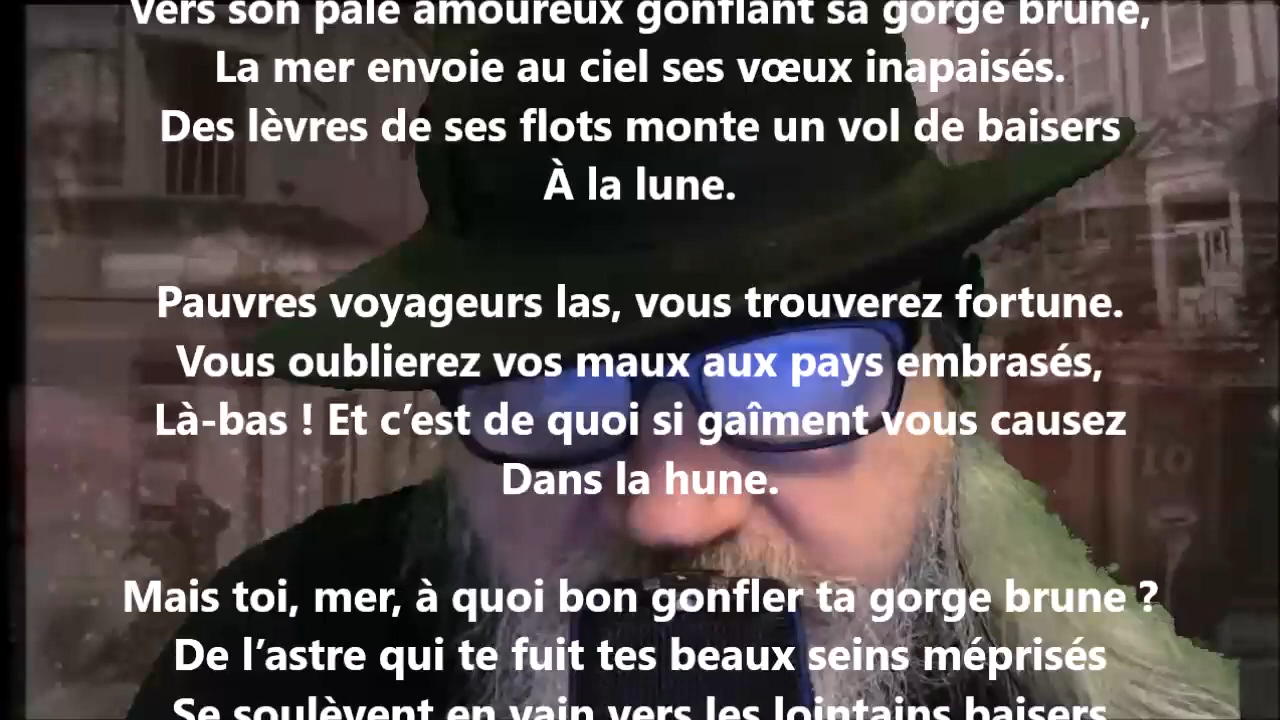 Vers son pâle amoureux gonflant sa gorge brune,
La mer envoie au ciel ses vœux inapaisés.
Des lèvres de ses flots monte un vol de baisers
À la lune.
Pauvres voyageurs las, vous trouverez fortune.
Vous oublierez vos maux aux pays embrasés,
Là-bas ! Et c’est de quoi si gaîment vous causez
Dans la hune.
10
Mais toi, mer, à quoi bon gonfler ta gorge brune ?
De l’astre qui te fuit tes beaux seins méprisés
Se soulèvent en vain vers les lointains baisers